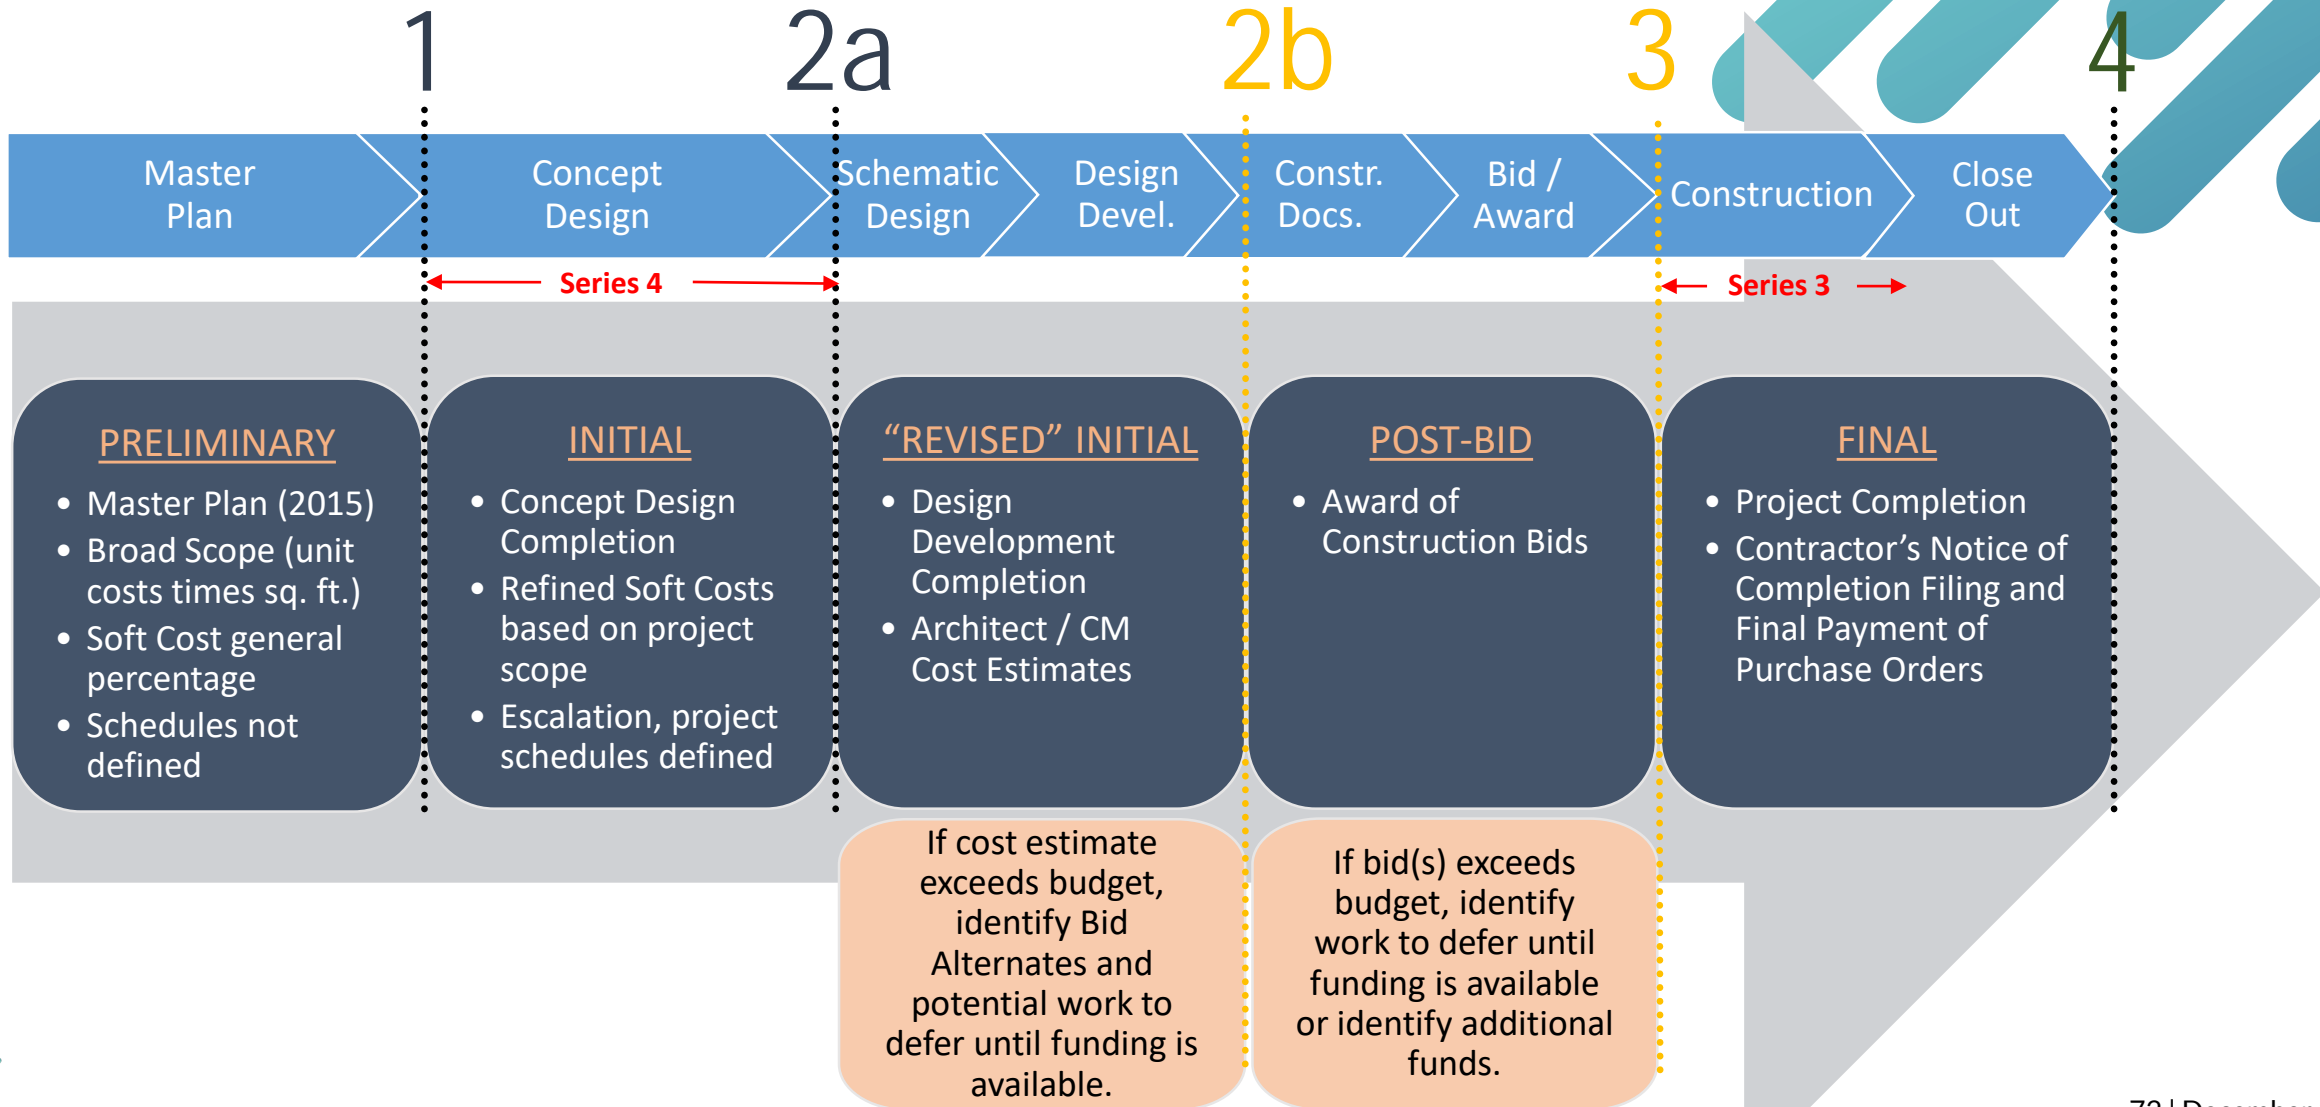 1
2a
2b
3
4
Master
Plan
Concept
Design
Schematic
Design
Design
Devel.
Constr.
Docs.
Bid /
Award
Construction
Close
Out
Series 4
Series 3
PRELIMINARY
• Master Plan (2015)
• Broad Scope (unit
costs times sq. ft.)
• Soft Cost general
percentage
• Schedules not
defined
INITIAL
• Concept Design
Completion
• Refined Soft Costs
based on project
scope
• Escalation, project
schedules defined
“REVISED” INITIAL
• Design
Development
Completion
• Architect / CM
Cost Estimates
POST-BID
• Award of
Construction Bids
FINAL
• Project Completion
• Contractor’s Notice of
Completion Filing and
Final Payment of
Purchase Orders
If cost estimate
exceeds budget,
identify Bid
Alternates and
potential work to
defer until funding is
available.
If bid(s) exceeds
budget, identify
work to defer until
funding is available
or identify additional
funds.
72 | December